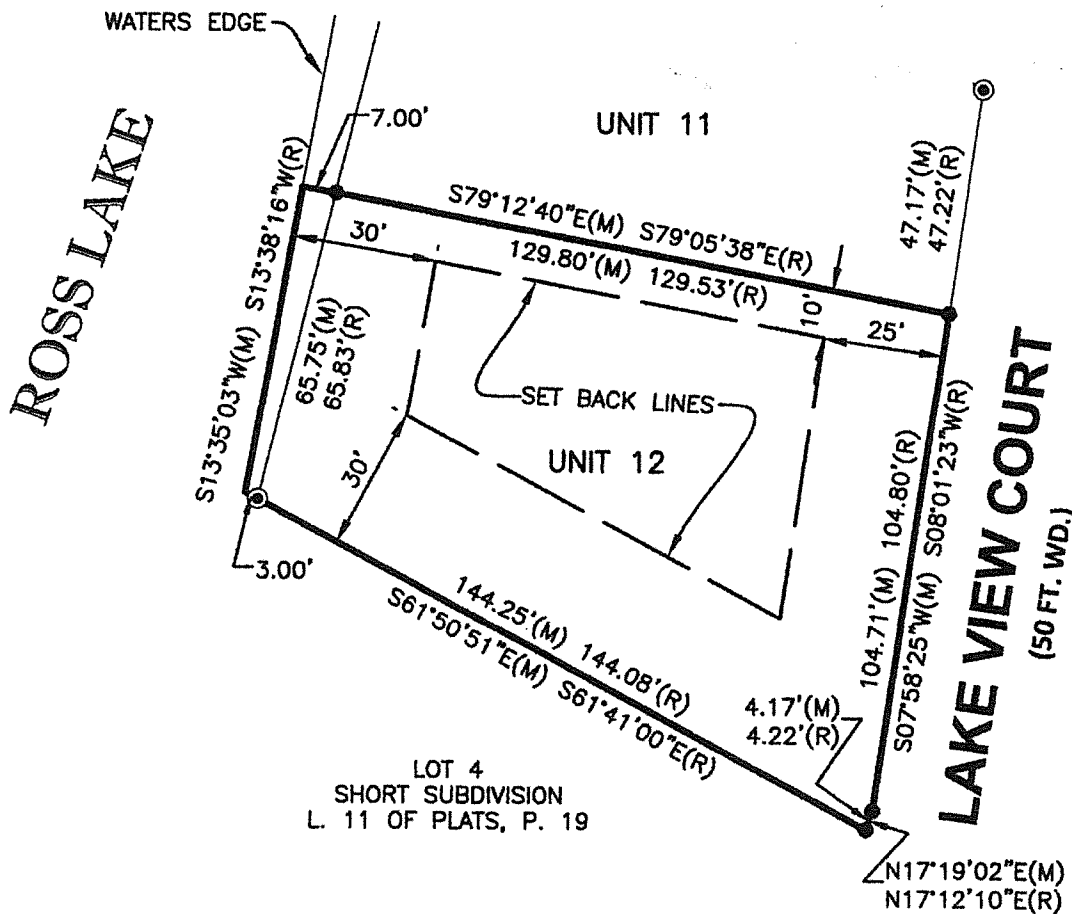 WATERS EDGE
ROSS LAKE
7.00'
UNIT 11
47.17'(M)
47.22'(R)
S79°12'40"E(M) S79°05'38"E(R)
129.80'(M) 129.53'(R)
30'
10'
25'
S13°35'03"W(M) S13°38'16"W(R)
65.75'(M)
65.83'(R)
SET BACK LINES
UNIT 12
30'
3.00'
144.25'(M) 144.08'(R)
S61°50'51"E(M) S61°41'00"E(R)
104.71'(M) 104.80'(R)
S07°58'25"W(M) S08°01'23"W(R)
LAKE VIEW COURT
(50 FT. WD.)
4.17'(M)
4.22'(R)
LOT 4
SHORT SUBDIVISION
L. 11 OF PLATS, P. 19
N17°19'02"E(M)
N17°12'10"E(R)